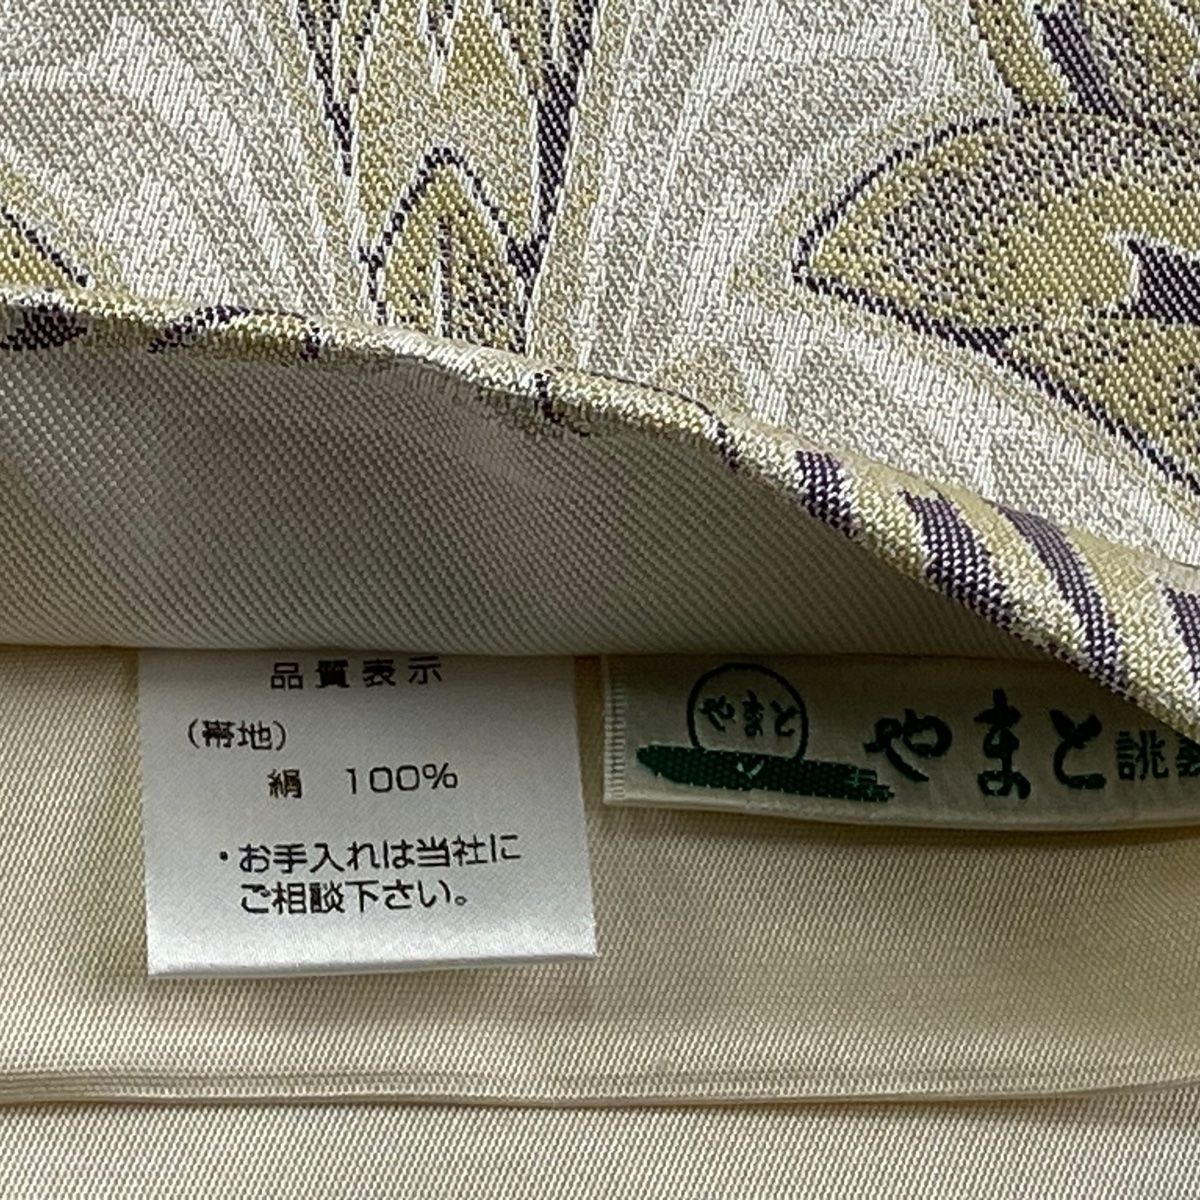 品質表示
(帯地)
絹 100%
・お手入れは当社に
ご相談下さい。
やまと
やまと誂